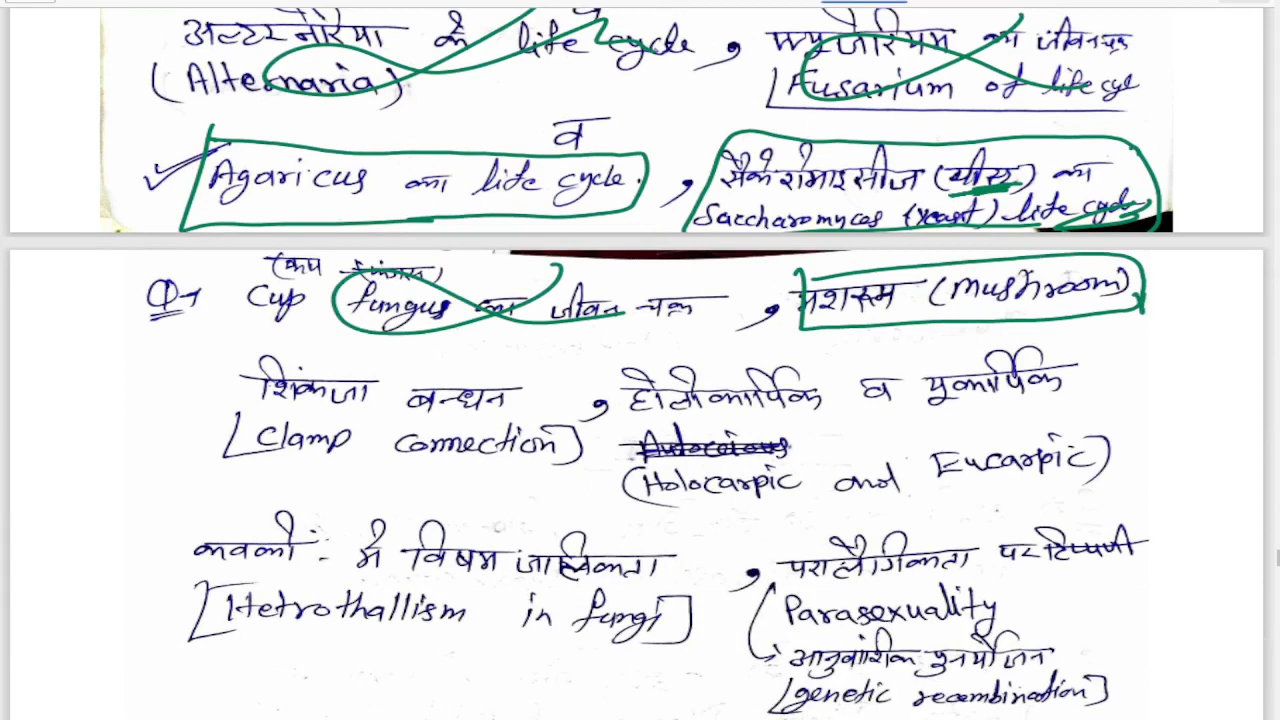 अल्टरनेरिया के life cycle , फ्यूजेरियम का जीवनचक्र
(Alternaria) [Fusarium of life cycl
व
Agaricus का life cycle. , सैकेरोमाइसीज (यीस्ट) का
Saccharomyces (yeast) life cycle
(कप फंगस)
Q→ Cup fungus का जीवन चक्र , मशरूम (Mushroom)
शिकंजा बन्धन , होलोकार्पिक व यूकार्पिक
[Clamp connection]
(Holocarpic and Eucarpic)
कवकों : में विषम जालिकता , परालैंगिकता पर टिप्पणी
[Hetrothallism in fungi] (Parasexuality
आनुवांशिक पुनर्योजन
[genetic recombination]